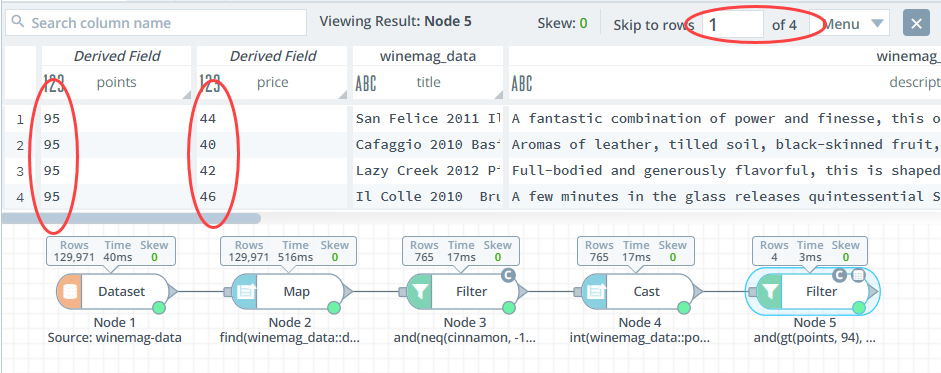 Search column name
Viewing Result: Node 5
Skew: 0
Skip to rows 1 of 4
Menu
Derived Field Derived Field winemag_data winema
123 points 123 price ABC title ABC descript
1 95 44 San Felice 2011 Il A fantastic combination of power and finesse, this o
2 95 40 Cafaggio 2010 Bas A Aromas of leather, tilled soil, black-skinned fruit,
3 95 42 Lazy Creek 2012 P Full-bodied and generously flavorful, this is shaped
4 95 46 Il Colle 2010 Bru A few minutes in the glass releases quintessential S
Rows Time Skew Rows Time Skew Rows Time Skew Rows Time Skew Rows Time Skew
129,971 40ms 0 129,971 516ms 0 765 17ms 0 765 17ms 0 4 3ms 0
C C
Dataset Map Filter Cast Filter
Node 1 Node 2 Node 3 Node 4 Node 5
Source: winemag-data find(winemag_data::d... and(neq(cinnamon, -1... int(winemag_data::po... and(gt(points, 94), ...